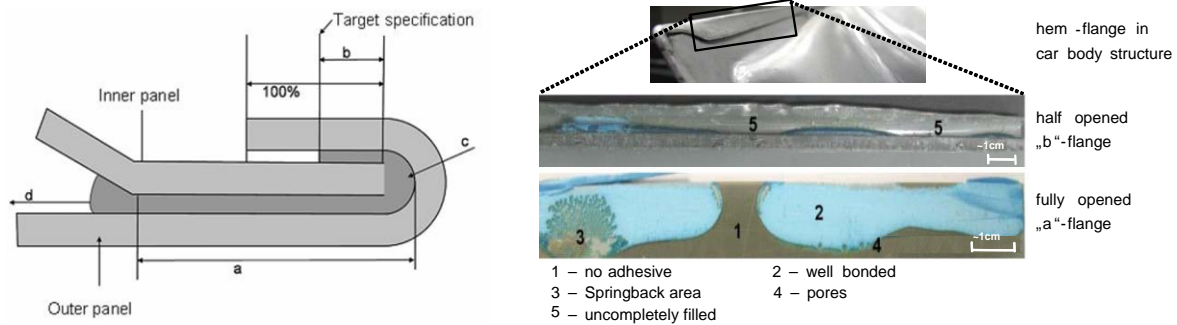 Target specification
b
100%
Inner panel
c
d
a
Outer panel
hem -flange in
car body structure
5
5
~1cm
half opened
„b“-flange
3
1
2
4
~1cm
fully opened
„a“-flange
1 – no adhesive
2 – well bonded
3 – Springback area
4 – pores
5 – uncompletely filled